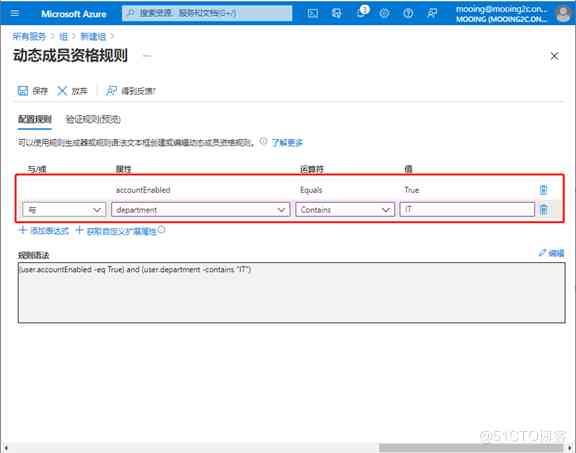 Microsoft Azure
搜索资源、服务和文档(G+/)
3
mooing@mooing2c.on...
MOOING (MOOING2C.ON...
所有服务 > 组 > 新建组 >
动态成员资格规则 ...
保存 放弃 得到反馈?
配置规则 验证规则(预览)
可以使用规则生成器或规则语法文本框创建或编辑动态成员资格规则。 了解更多
与/或 属性 运算符 值
accountEnabled Equals True
与 department Contains IT
+ 添加表达式 + 获取自定义扩展属性
规则语法 编辑
(user.accountEnabled -eq True) and (user.department -contains "IT")
@51CTO博客